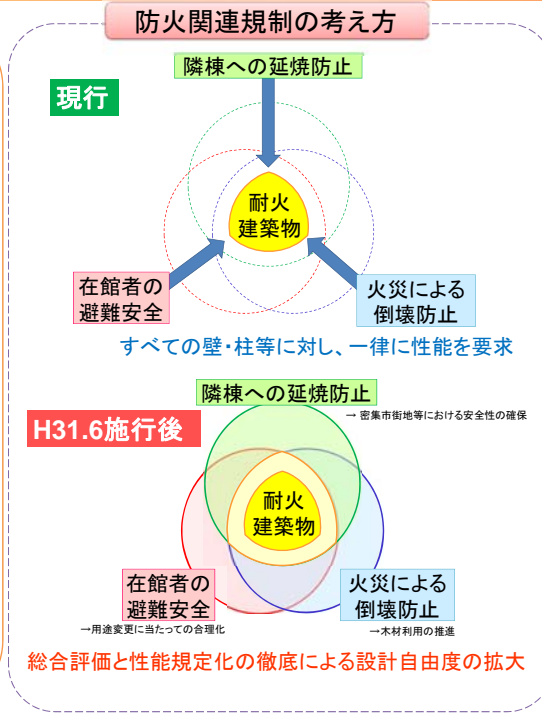 防火関連規制の考え方
隣棟への延焼防止
現行
耐火
建築物
在館者の
避難安全
火災による
倒壊防止
すべての壁・柱等に対し、一律に性能を要求
隣棟への延焼防止
→ 密集市街地等における安全性の確保
H31.6施行後
耐火
建築物
在館者の
避難安全
→用途変更に当たっての合理化
火災による
倒壊防止
→木材利用の推進
総合評価と性能規定化の徹底による設計自由度の拡大